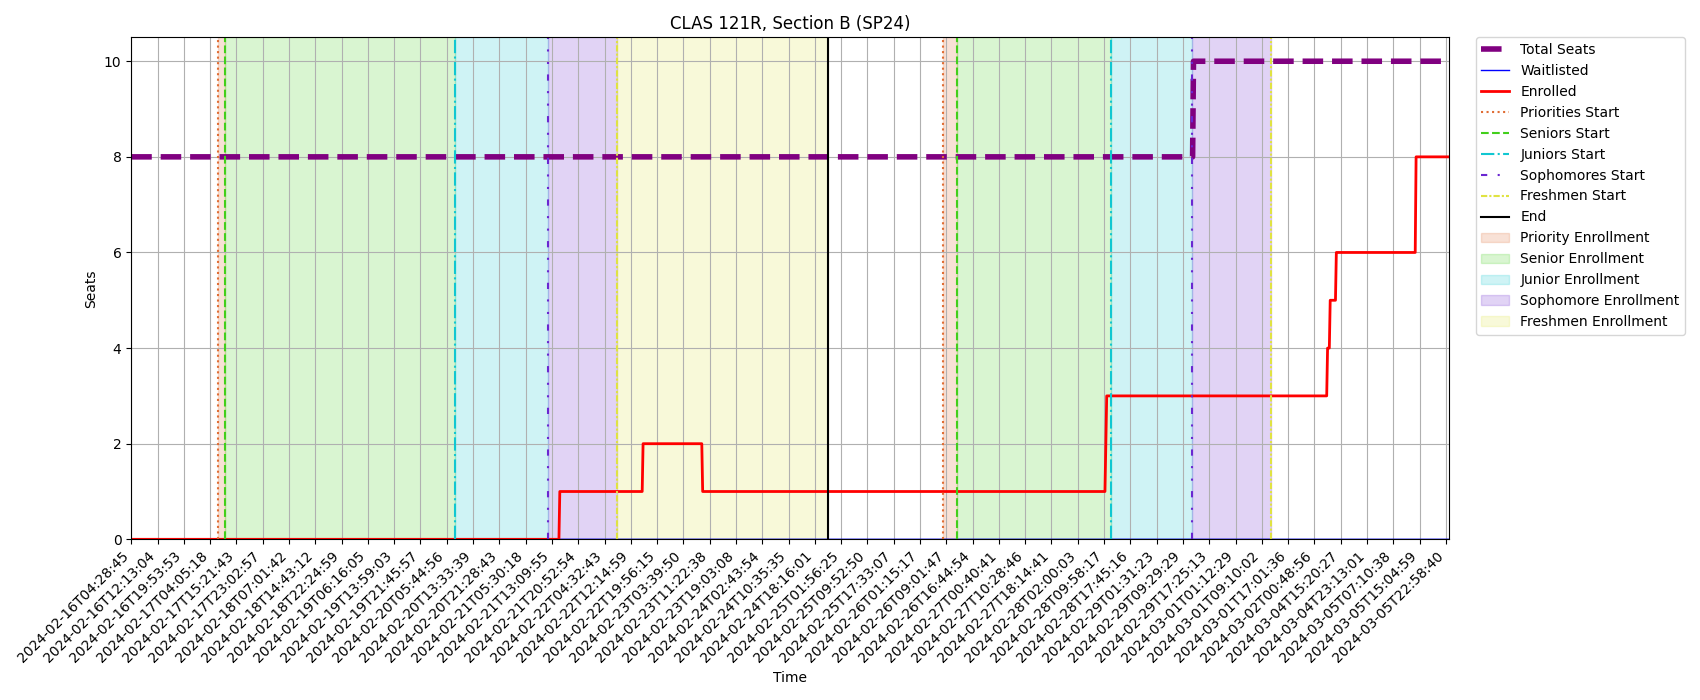 CLAS 121R, Section B (SP24)
Seats
10
8
6
4
2
0
2024-02-16T04:28:45
2024-02-16T12:13:04
2024-02-16T19:53:53
2024-02-17T04:05:18
2024-02-17T15:21:43
2024-02-17T23:02:57
2024-02-18T07:01:42
2024-02-18T14:43:12
2024-02-18T22:24:59
2024-02-19T06:16:05
2024-02-19T13:59:03
2024-02-19T21:45:57
2024-02-20T05:44:56
2024-02-20T13:33:39
2024-02-20T21:28:43
2024-02-21T05:30:18
2024-02-21T13:09:55
2024-02-21T20:52:54
2024-02-22T04:32:43
2024-02-22T12:14:59
2024-02-22T19:56:15
2024-02-23T03:39:50
2024-02-23T11:22:38
2024-02-23T19:03:08
2024-02-24T02:43:54
2024-02-24T10:35:35
2024-02-24T18:16:01
2024-02-25T01:56:25
2024-02-25T09:52:50
2024-02-25T17:33:07
2024-02-26T01:15:17
2024-02-26T09:01:47
2024-02-26T16:44:54
2024-02-27T00:40:41
2024-02-27T10:28:46
2024-02-27T18:14:41
2024-02-28T02:00:03
2024-02-28T09:58:17
2024-02-28T17:45:16
2024-02-29T01:31:23
2024-02-29T09:29:29
2024-02-29T17:25:13
2024-03-01T01:12:29
2024-03-01T09:10:02
2024-03-01T17:01:36
2024-03-02T00:48:56
2024-03-04T15:20:27
2024-03-04T23:13:01
2024-03-05T07:10:38
2024-03-05T15:04:59
2024-03-05T22:58:40
Time
Total Seats
Waitlisted
Enrolled
Priorities Start
Seniors Start
Juniors Start
Sophomores Start
Freshmen Start
End
Priority Enrollment
Senior Enrollment
Junior Enrollment
Sophomore Enrollment
Freshmen Enrollment